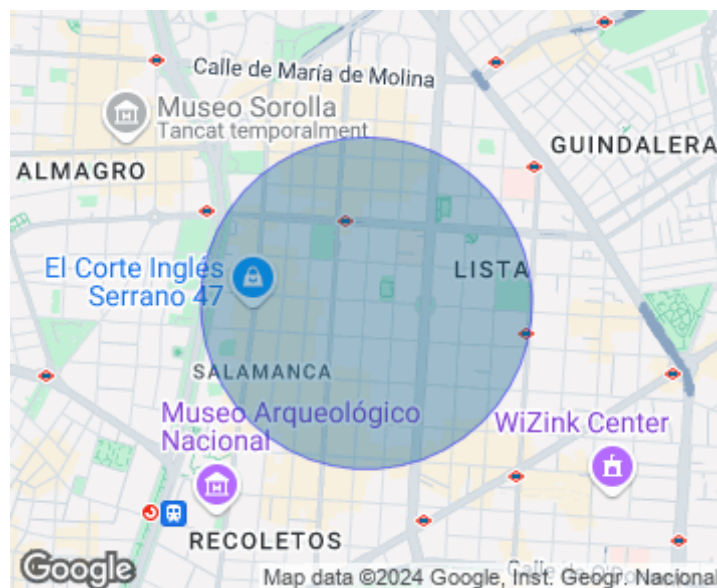 Calle de María de Molina
Museo Sorolla
Tancat temporalment
GUINDALERA
ALMAGRO
El Corte Inglés
Serrano 47
LISTA
SALAMANCA
Museo Arqueológico
Nacional
WiZink Center
RECOLETOS
Google
Map data ©2024 Google, Inst. Geogr. Nacional